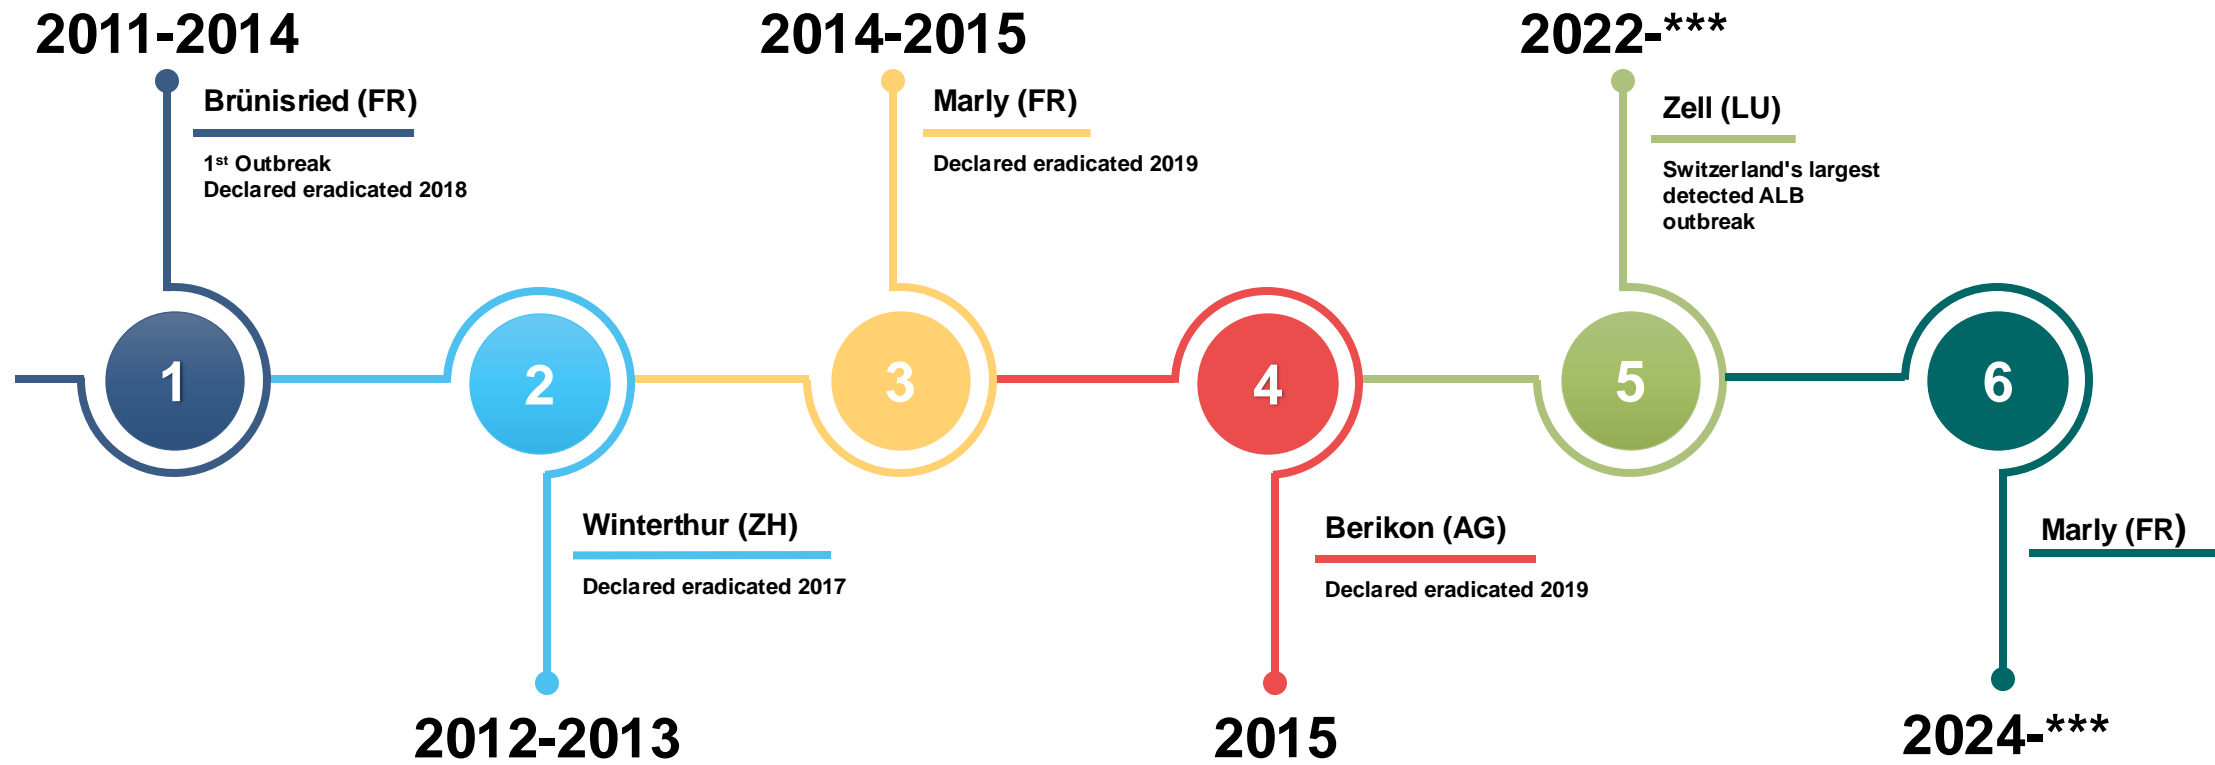 2011-2014
Brünisried (FR)
1st Outbreak
Declared eradicated 2018
1
2
Winterthur (ZH)
Declared eradicated 2017
2012-2013
2014-2015
Marly (FR)
Declared eradicated 2019
3
4
Berikon (AG)
Declared eradicated 2019
2015
2022-***
Zell (LU)
Switzerland's largest
detected ALB
outbreak
5
6
Marly (FR)
2024-***